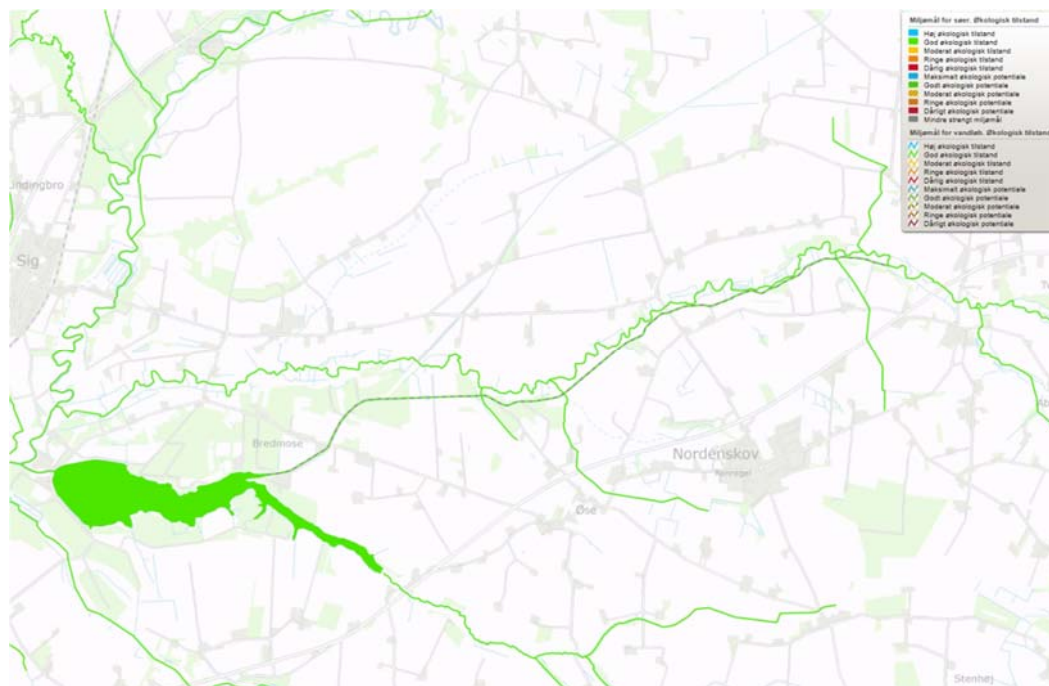 Miljømål for søer. Økologisk tilstand
Høj økologisk tilstand
God økologisk tilstand
Moderat økologisk tilstand
Ringe økologisk tilstand
Dårlig økologisk tilstand
Maksimalt økologisk potentiale
Godt økologisk potentiale
Moderat økologisk potentiale
Ringe økologisk potentiale
Dårligt økologisk potentiale
Mindre strengt miljømål
Miljømål for vandløb. Økologisk tilstand
Høj økologisk tilstand
God økologisk tilstand
Moderat økologisk tilstand
Ringe økologisk tilstand
Dårlig økologisk tilstand
Maksimalt økologisk potentiale
Godt økologisk potentiale
Moderat økologisk potentiale
Ringe økologisk potentiale
Dårligt økologisk potentiale
Sig
Bredmose
Nordenskov
Øse
Stenhøj